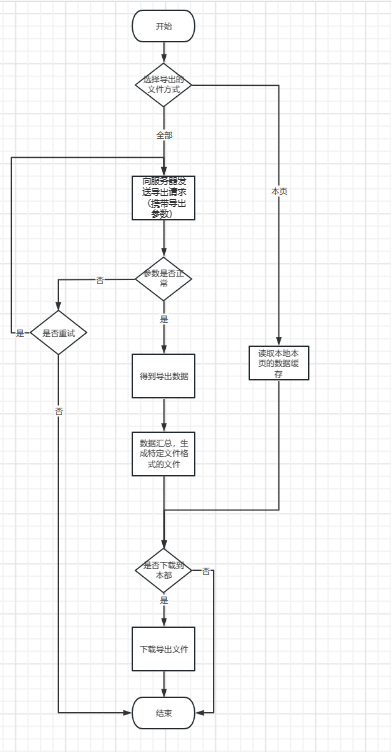 开始
选择导出的
文件方式
全部
本页
向服务器发
送导出请求
（携带导出
参数）
参数是否正
常
否
是
是否重试
是
否
读取本地本
页的数据缓
存
得到导出数据
数据汇总，生
成特定文件格
式的文件
是否下载到
本部
否
是
下载导出文件
结束